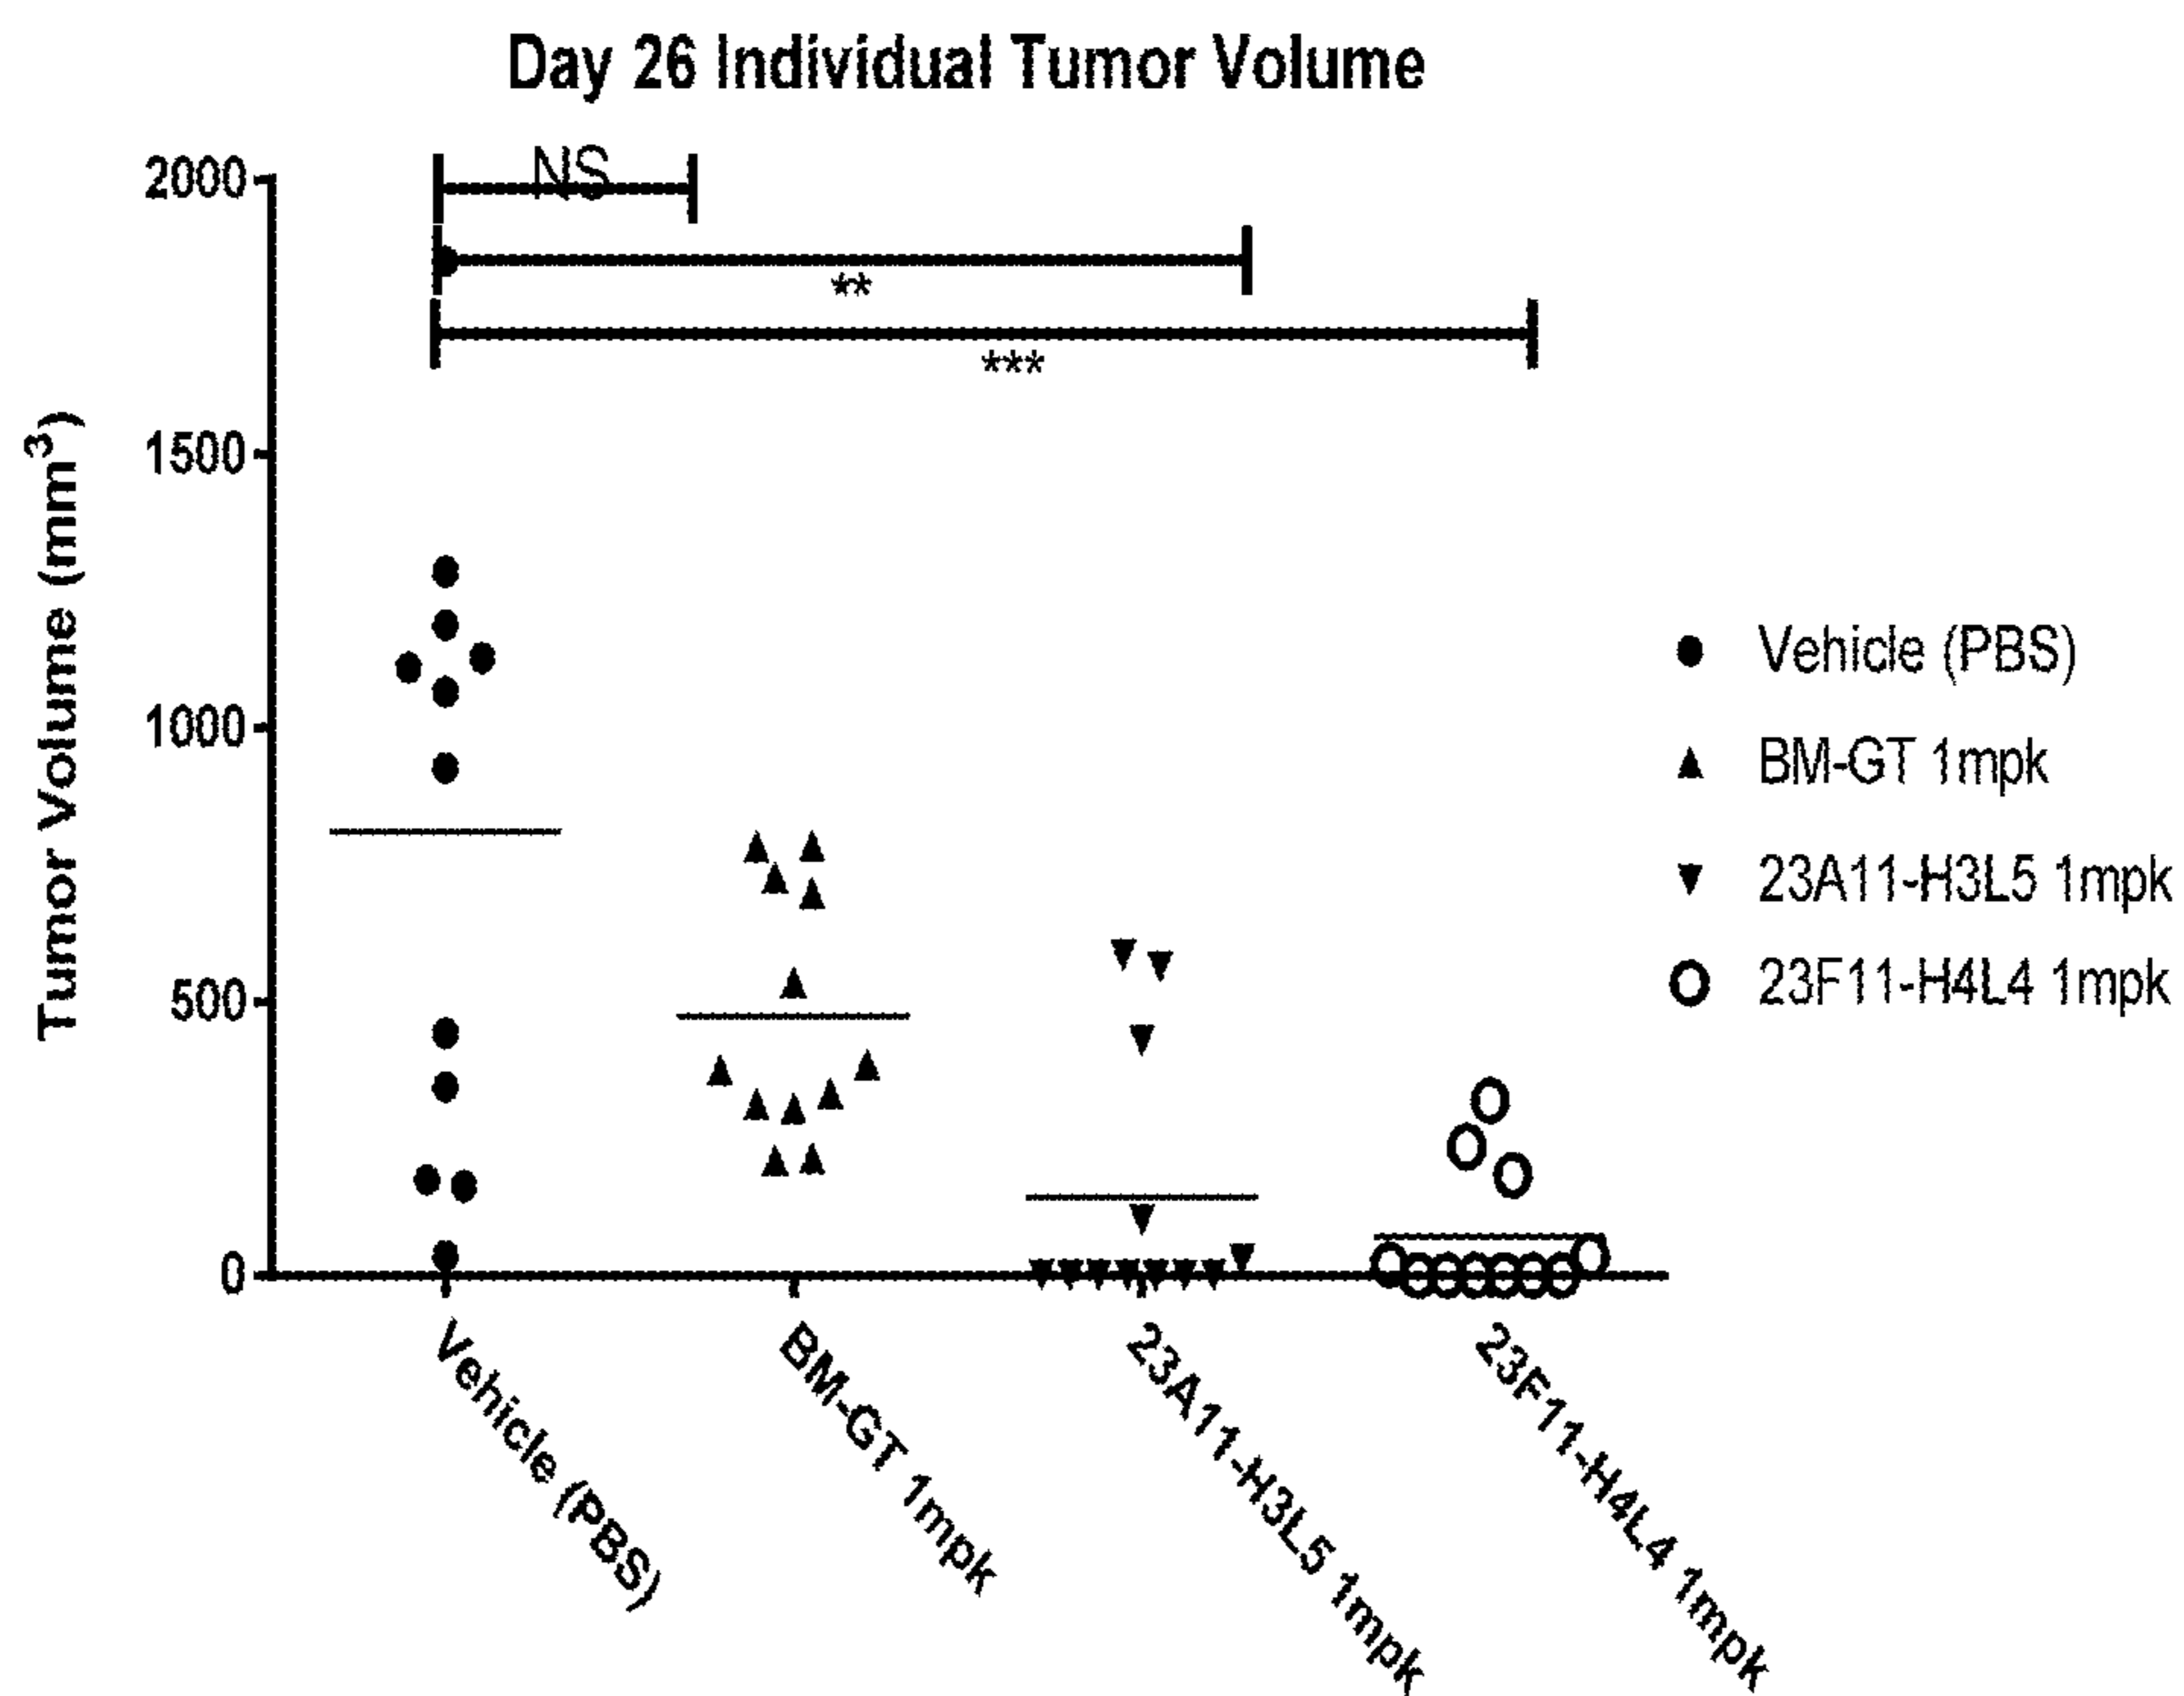 Day 26 Individual Tumor Volume
Tumor Volume (mm³)
2000
1500
1000
500
0
NS
**
***
Vehicle (PBS)
BM-GT 1mpk
23A11-H3L5 1mpk
23F11-H4L4 1mpk
Vehicle (PBS)
BM-GT 1mpk
23A11-H3L5 1mpk
23F11-H4L4 1mpk